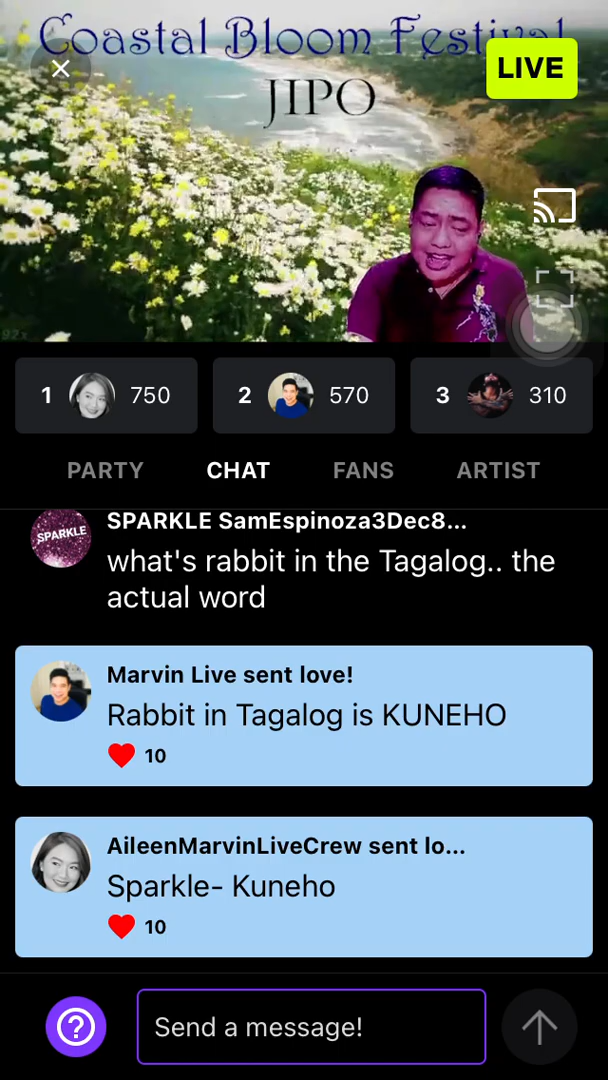 Coastal Bloom Festival
LIVE
JIPO
1 750
2 570
3 310
PARTY CHAT FANS ARTIST
SPARKLE SamEspinoza3Dec8...
SPARKLE
what's rabbit in the Tagalog.. the
actual word
Marvin Live sent love!
Rabbit in Tagalog is KUNEHO
10
AileenMarvinLiveCrew sent lo...
Sparkle- Kuneho
10
Send a message!